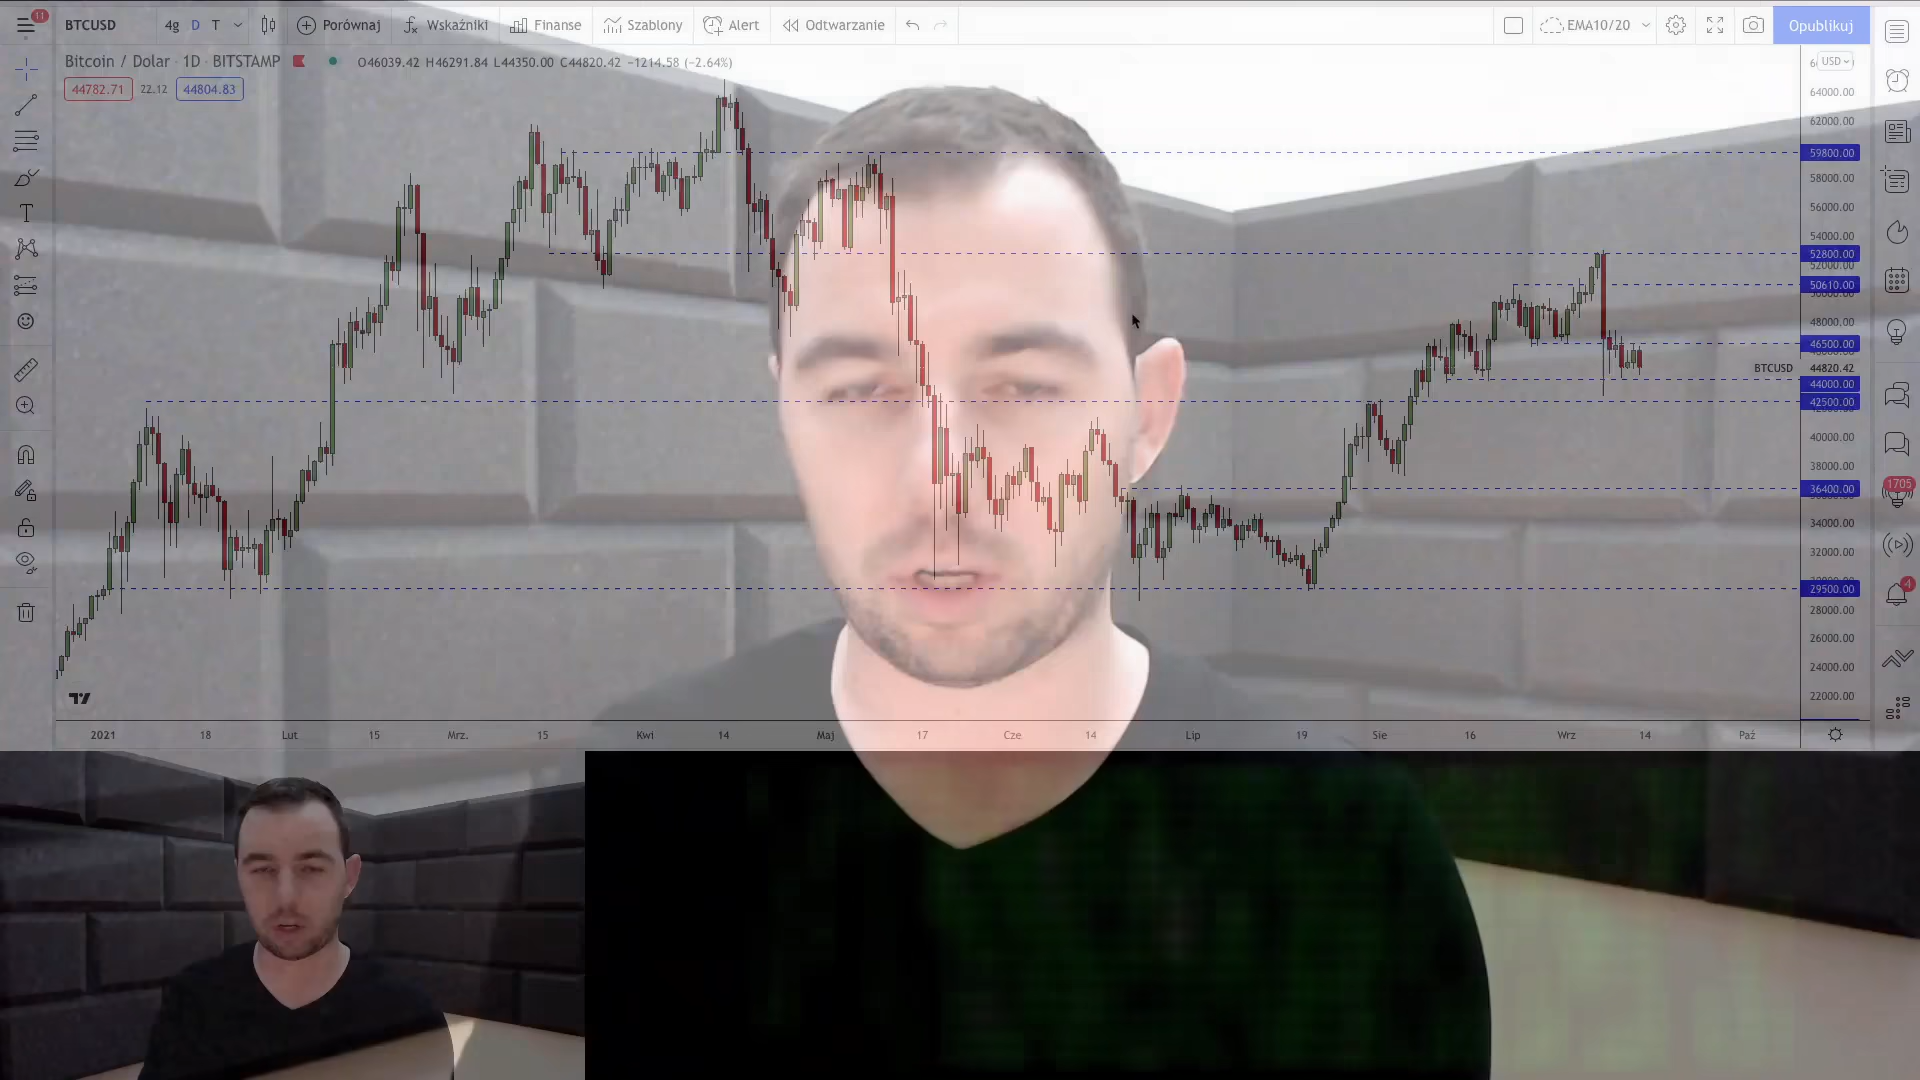 11
BTCUSD
4g D T
Porównaj
Wskaźniki
Finanse
Szablony
Alert
Odtwarzanie
EMA10/20
Opublikuj
Bitcoin / Dolar · 1D · BITSTAMP
O46039.42 H46291.84 L44350.00 C44820.42 −1214.58 (−2.64%)
44782.71 22.12 44804.83
USD
64000.00
62000.00
59800.00
58000.00
56000.00
54000.00
52800.00
52000.00
50610.00
48000.00
46500.00
BTCUSD 44820.42
44000.00
42500.00
40000.00
38000.00
36400.00
34000.00
32000.00
29500.00
28000.00
26000.00
24000.00
22000.00
1705
4
2021 18 Lut 15 Mrz. 15 Kwi 14 Maj 17 Cze 14 Lip 19 Sie 16 Wrz 14 Paź